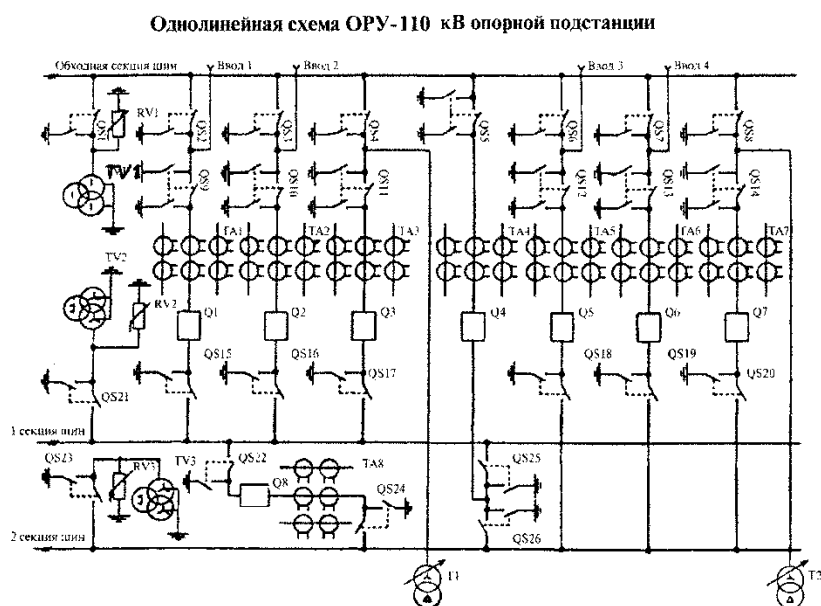 Однолинейная схема ОРУ-110 кВ опорной подстанции
Обходная секция шин
Ввод 1
Ввод 2
Ввод 3
Ввод 4
RV1
QS1
QS2
QS3
QS4
QS5
QS6
QS7
QS8
TV1
QS9
QS10
QS11
QS12
QS13
QS14
TA1
TA2
TA3
TA4
TA5
TA6
TA7
TV2
RV2
Q1
Q2
Q3
Q4
Q5
Q6
Q7
QS15
QS16
QS17
QS18
QS19
QS20
QS21
1 секция шин
QS23
TV3
QS22
TA8
QS25
RV3
Q8
QS24
2 секция шин
QS26
T1
T2